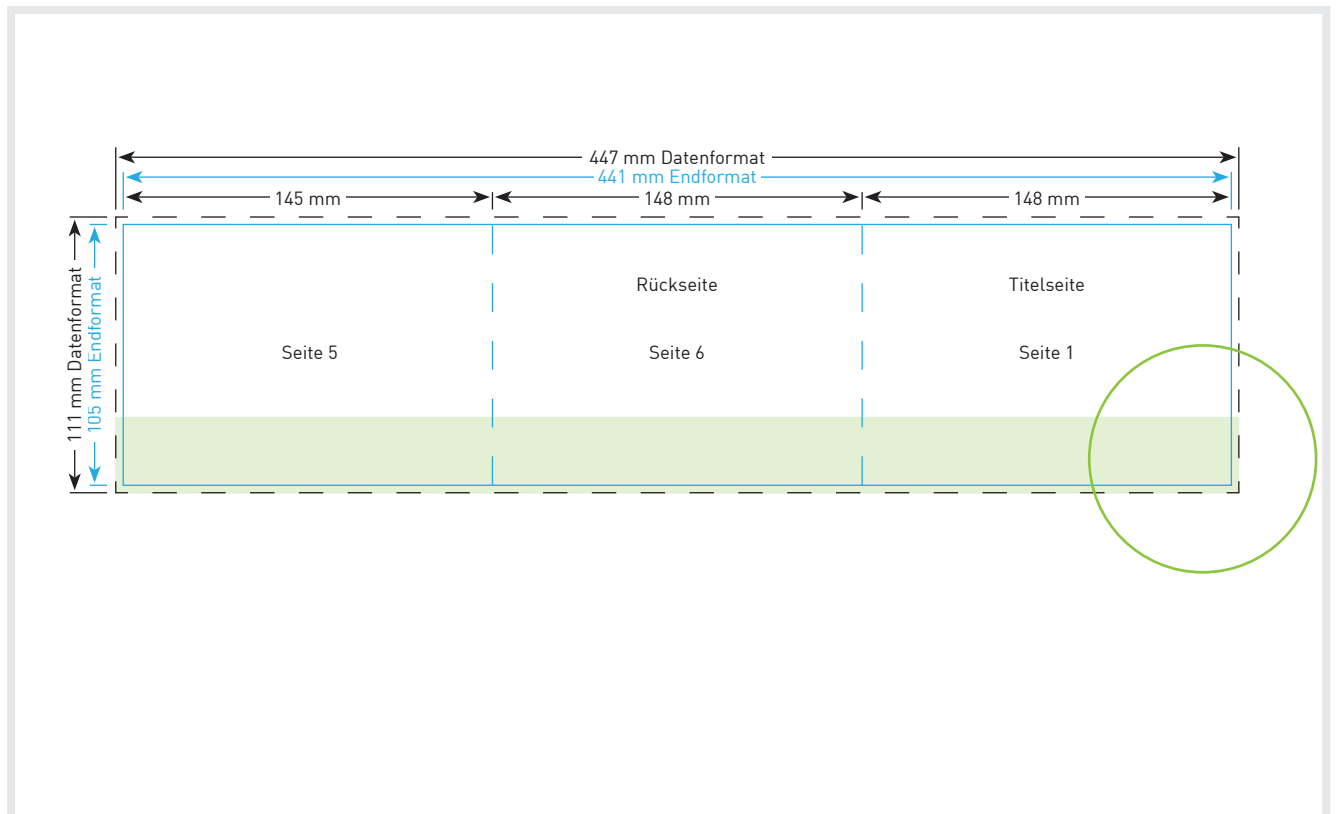 447 mm Datenformat
441 mm Endformat
145 mm
148 mm
148 mm
111 mm Datenformat
105 mm Endformat
Rückseite
Titelseite
Seite 5
Seite 6
Seite 1